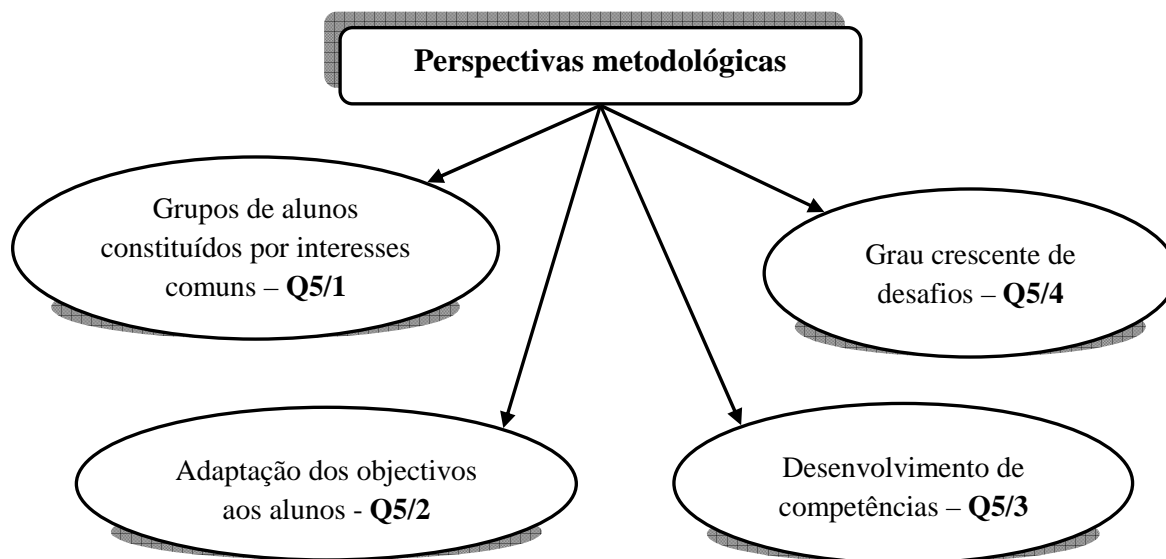 Perspectivas metodológicas
Grupos de alunos
constituídos por interesses
comuns – Q5/1
Grau crescente de
desafios – Q5/4
Adaptação dos objectivos
aos alunos - Q5/2
Desenvolvimento de
competências – Q5/3